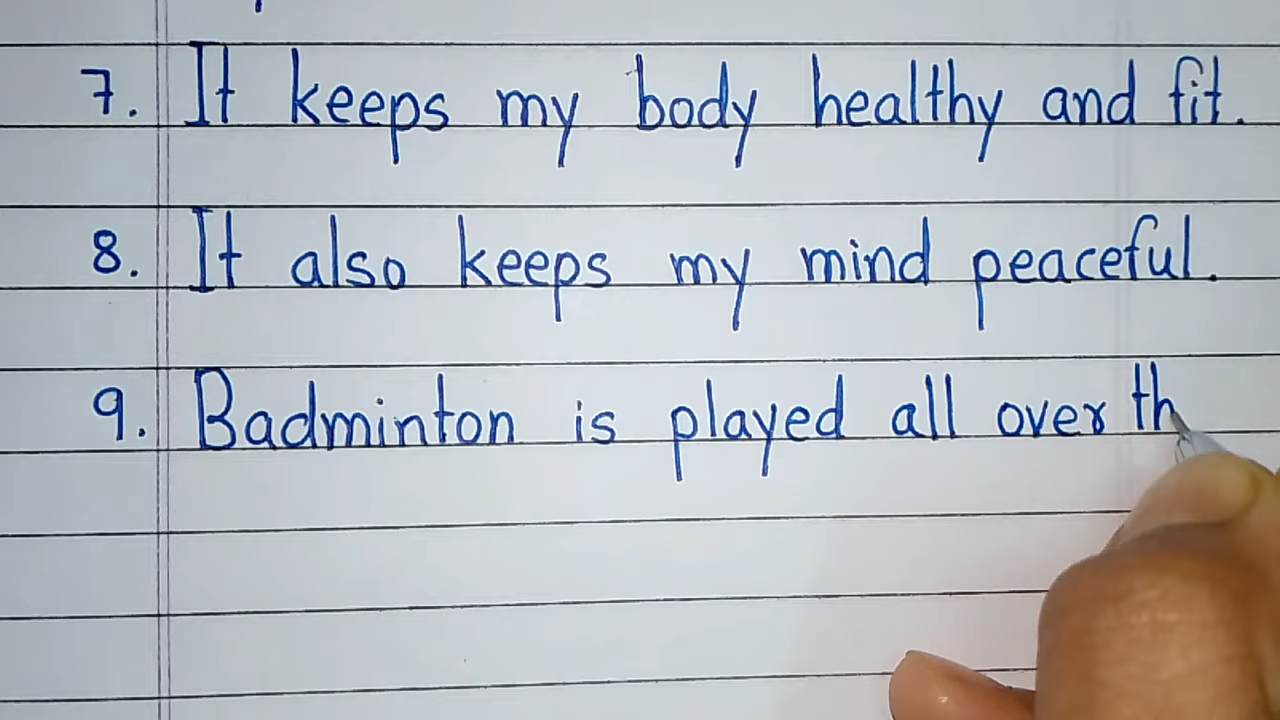 7. It keeps my body healthy and fit.
8. It also keeps my mind peaceful.
9. Badminton is played all over th